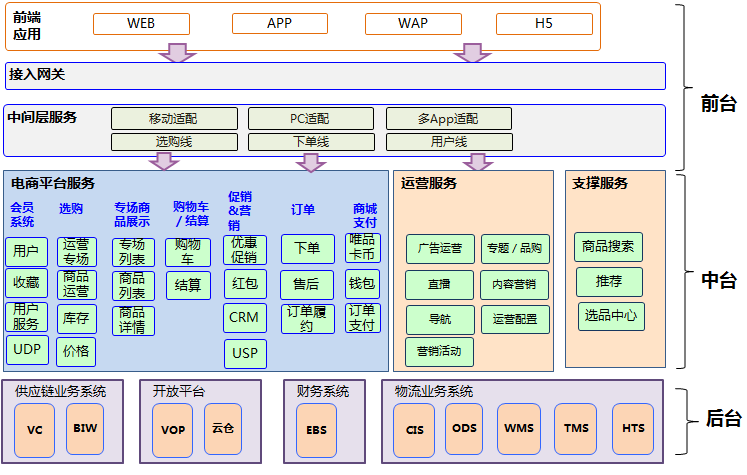 前端
应用
WEB
APP
WAP
H5
接入网关
前台
中间层服务
移动适配
PC适配
多App适配
选购线
下单线
用户线
电商平台服务
会员
系统
用户
收藏
用户
服务
UDP
选购
运营
专场
商品
运营
库存
价格
专场商
品展示
专场
列表
商品
列表
商品
详情
购物车
/ 结算
购物
车
结算
促销
&营
销
优惠
促销
红包
CRM
USP
订单
下单
售后
订单履
约
商城
支付
唯品
卡币
钱包
订单
支付
运营服务
广告运营
专题 / 品购
直播
内容营销
导航
运营配置
营销活动
支撑服务
商品搜索
推荐
选品中心
中台
供应链业务系统
VC
BIW
开放平台
VOP
云仓
财务系统
EBS
物流业务系统
CIS
ODS
WMS
TMS
HTS
后台